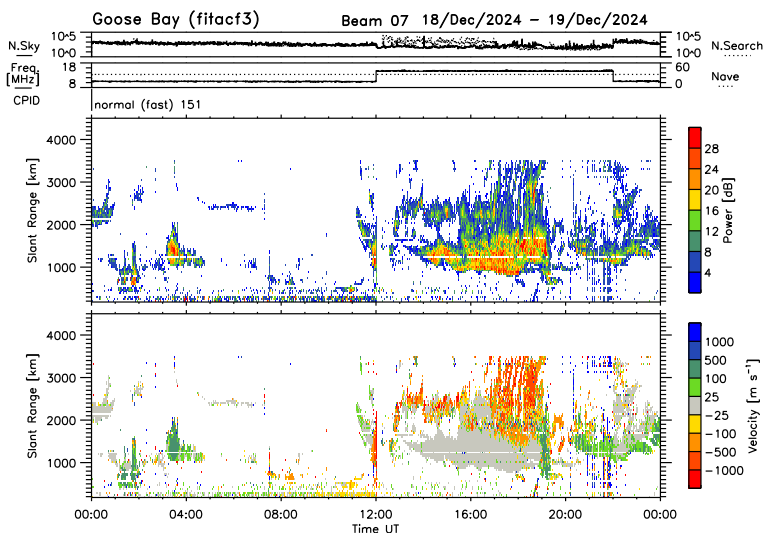 Goose Bay (fitacf3)
Beam 07 18/Dec/2024 − 19/Dec/2024
N.Sky
10^5
10^0
10^5
10^0
N.Search
Freq.
[MHz]
18
8
60
0
Nave
CPID
normal (fast) 151
Slant Range [km]
4000
3000
2000
1000
Power [dB]
28
24
20
16
12
8
4
Slant Range [km]
4000
3000
2000
1000
Velocity [m s⁻¹]
1000
500
100
25
−25
−100
−500
−1000
00:00 04:00 08:00 12:00 16:00 20:00 00:00
Time UT